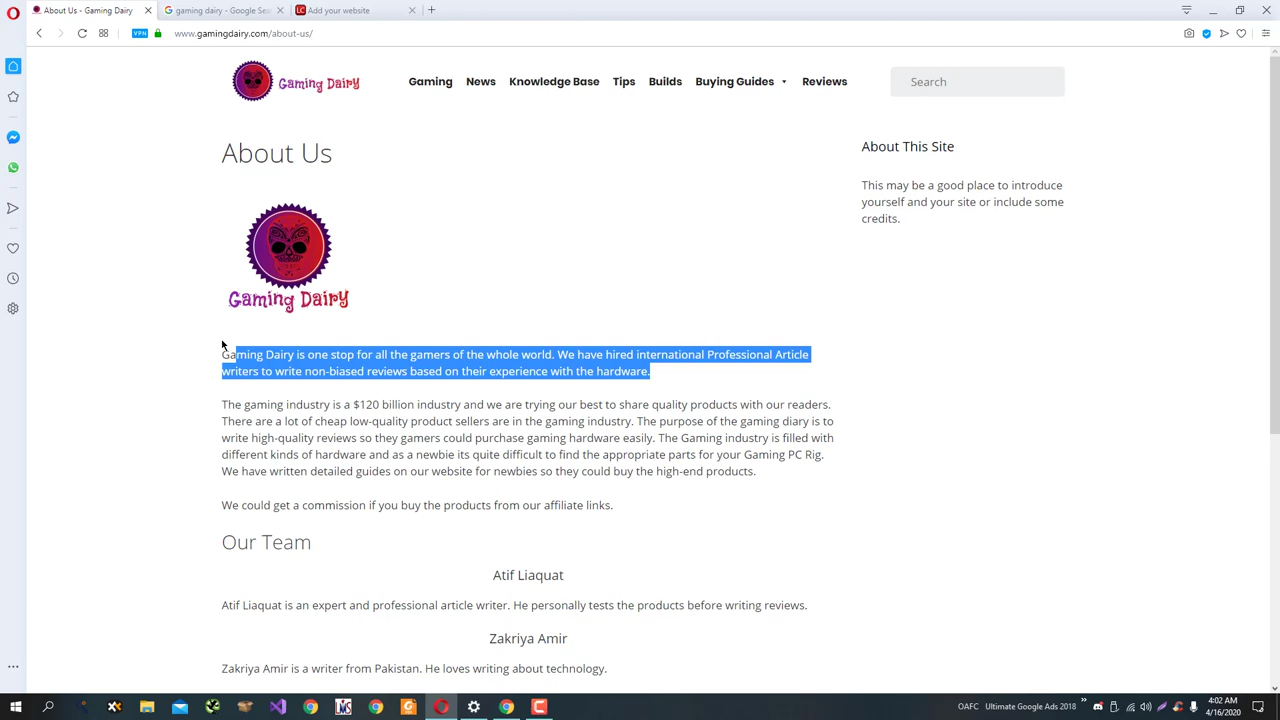 About Us - Gaming Dairy
gaming dairy - Google Sea
LC Add your website
VPN
www.gamingdairy.com/about-us/
Gaming Dairy
Gaming News Knowledge Base Tips Builds Buying Guides Reviews
Search
About Us
About This Site
This may be a good place to introduce
yourself and your site or include some
credits.
Gaming Dairy
Gaming Dairy is one stop for all the gamers of the whole world. We have hired international Professional Article
writers to write non-biased reviews based on their experience with the hardware.
The gaming industry is a $120 billion industry and we are trying our best to share quality products with our readers.
There are a lot of cheap low-quality product sellers are in the gaming industry. The purpose of the gaming diary is to
write high-quality reviews so they gamers could purchase gaming hardware easily. The Gaming industry is filled with
different kinds of hardware and as a newbie its quite difficult to find the appropriate parts for your Gaming PC Rig.
We have written detailed guides on our website for newbies so they could buy the high-end products.
We could get a commission if you buy the products from our affiliate links.
Our Team
Atif Liaquat
Atif Liaquat is an expert and professional article writer. He personally tests the products before writing reviews.
Zakriya Amir
Zakriya Amir is a writer from Pakistan. He loves writing about technology.
OAFC Ultimate Google Ads 2018
4:02 AM
4/16/2020